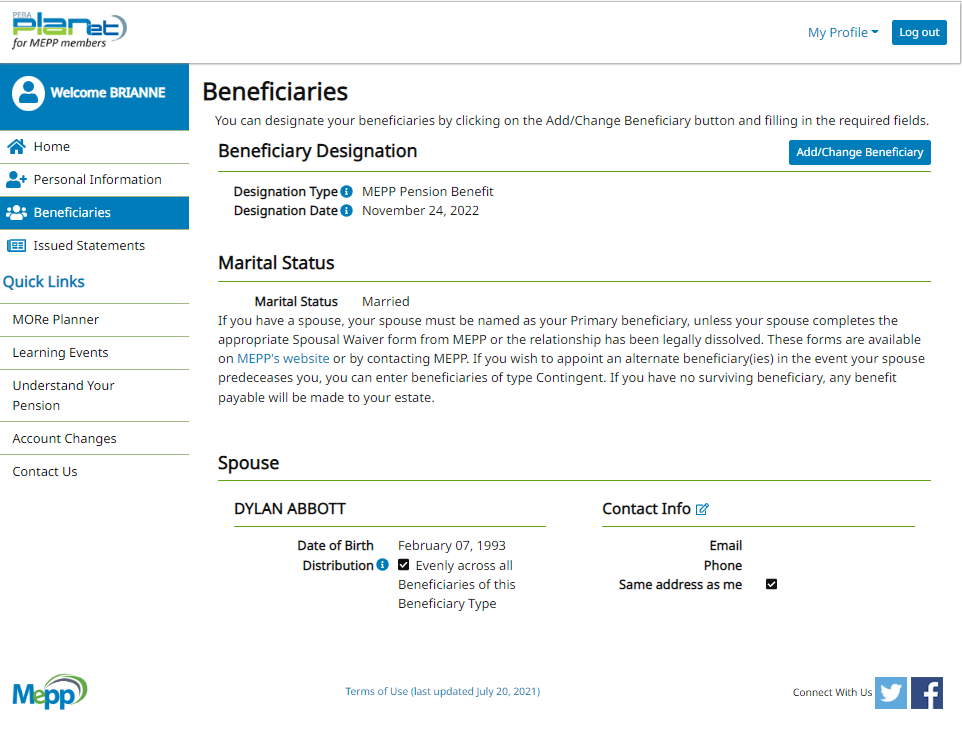 PEBA
planet
for MEPP members
My Profile
Log out
Welcome BRIANNE
Home
Personal Information
Beneficiaries
Issued Statements
Quick Links
MORe Planner
Learning Events
Understand Your
Pension
Account Changes
Contact Us
Beneficiaries
You can designate your beneficiaries by clicking on the Add/Change Beneficiary button and filling in the required fields.
Beneficiary Designation
Add/Change Beneficiary
Designation Type MEPP Pension Benefit
Designation Date November 24, 2022
Marital Status
Marital Status Married
If you have a spouse, your spouse must be named as your Primary beneficiary, unless your spouse completes the
appropriate Spousal Waiver form from MEPP or the relationship has been legally dissolved. These forms are available
on MEPP's website or by contacting MEPP. If you wish to appoint an alternate beneficiary(ies) in the event your spouse
predeceases you, you can enter beneficiaries of type Contingent. If you have no surviving beneficiary, any benefit
payable will be made to your estate.
Spouse
DYLAN ABBOTT
Date of Birth February 07, 1993
Distribution Evenly across all
Beneficiaries of this
Beneficiary Type
Contact Info
Email
Phone
Same address as me
Mepp
Terms of Use (last updated July 20, 2021)
Connect With Us